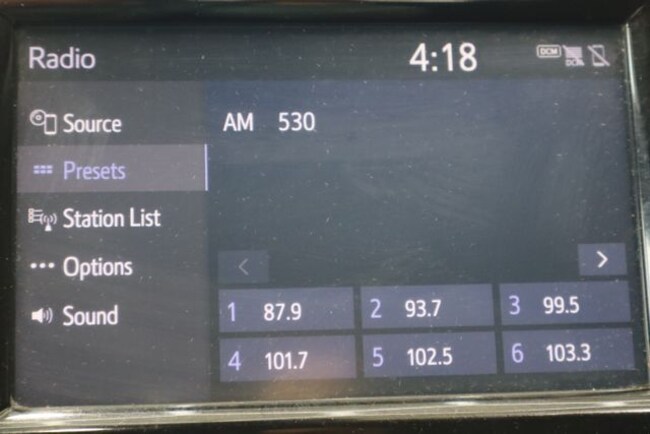 Radio 4:18 DCM DCM
Source
AM 530
Presets
Station List
Options
Sound
< >
1 87.9 2 93.7 3 99.5
4 101.7 5 102.5 6 103.3